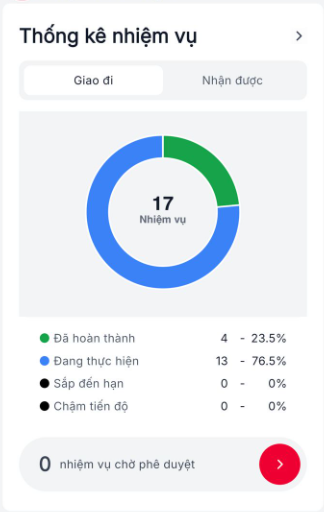 Thống kê nhiệm vụ
Giao đi
Nhận được
17
Nhiệm vụ
Đã hoàn thành 4 - 23.5%
Đang thực hiện 13 - 76.5%
Sắp đến hạn 0 - 0%
Chậm tiến độ 0 - 0%
0 nhiệm vụ chờ phê duyệt